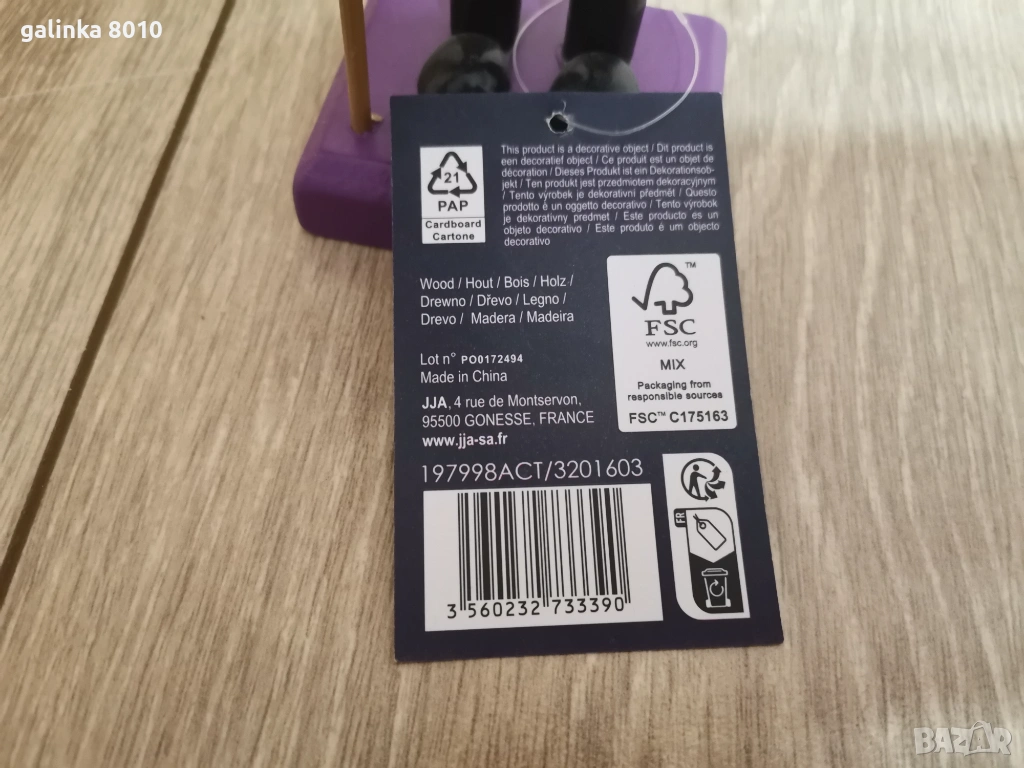 galinka 8010
21
PAP
Cardboard
Cartone
This product is a decorative object / Dit product is
een decoratief object / Ce produit est un objet de
décoration / Dieses Produkt ist ein Dekorationsob-
jekt / Ten produkt jest przedmiotem dekoracyjnym
/ Tento výrobek je dekorativní předmět / Questo
prodotto è un oggetto decorativo / Tento výrobok
je dekorativny predmet / Este producto es un
objeto decorativo / Este produto é um objecto
decorativo
Wood / Hout / Bois / Holz /
Drewno / Dřevo / Legno /
Drevo / Madera / Madeira
FSC
™
www.fsc.org
MIX
Packaging from
responsible sources
FSC™ C175163
Lot n° PO0172494
Made in China
JJA, 4 rue de Montservon,
95500 GONESSE, FRANCE
www.jja-sa.fr
197998ACT/3201603
FR
3 560232 733390
BAZAR